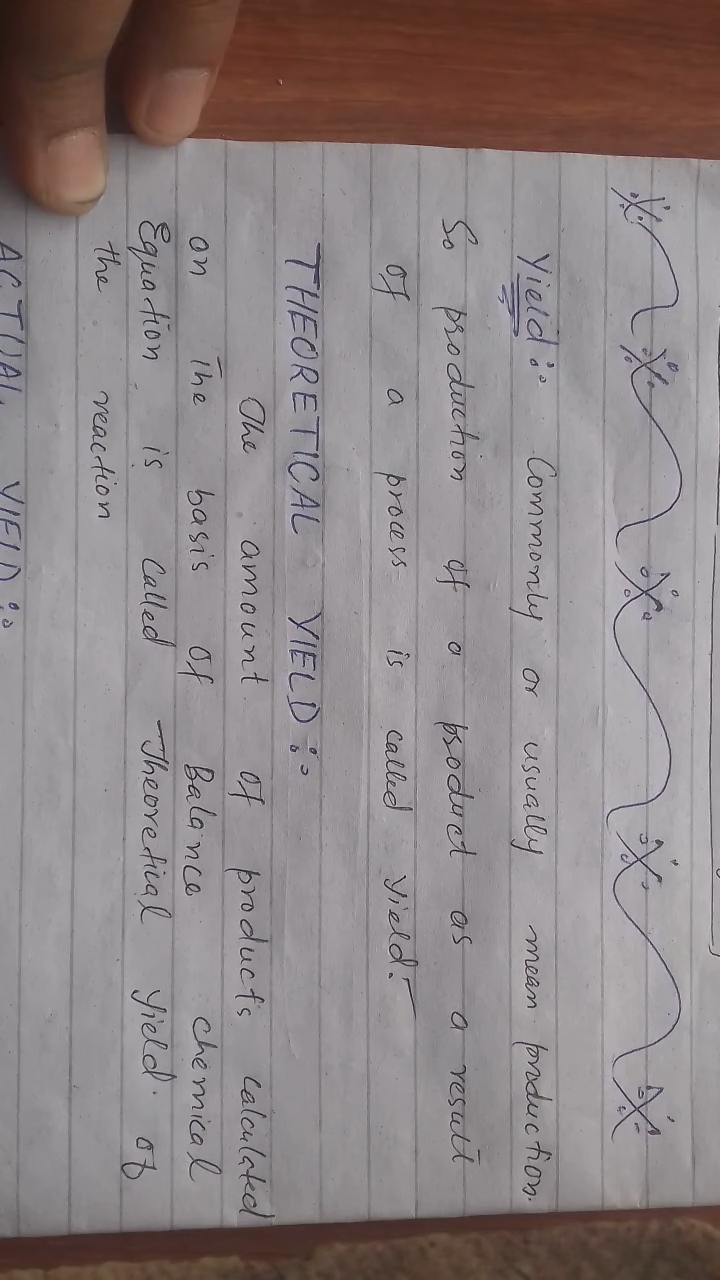 Yield:- Commonly or usually mean production.
So production of a product as a result
of a process is called Yield.
THEORETICAL YIELD:-
The amount of products calculated
on the basis of Balance chemical
Equation is called Theoretical Yield. of
the reaction
ACTUAL YIELD:-